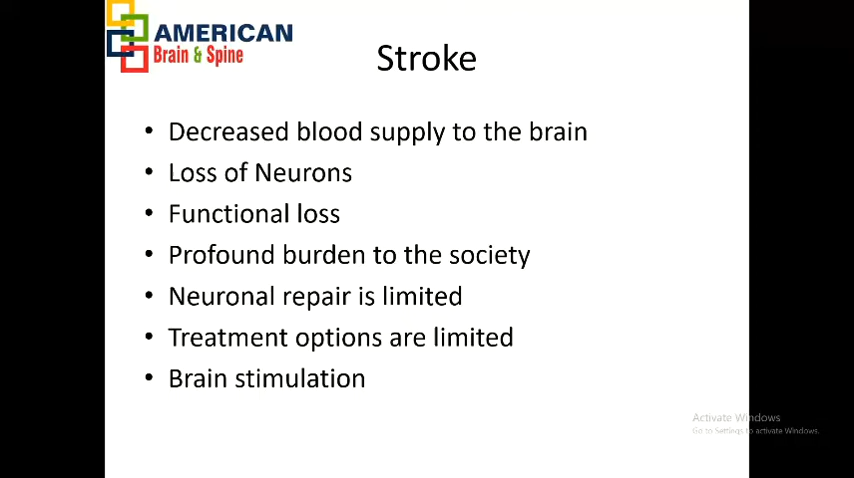 AMERICAN
Brain & Spine
Stroke
• Decreased blood supply to the brain
• Loss of Neurons
• Functional loss
• Profound burden to the society
• Neuronal repair is limited
• Treatment options are limited
• Brain stimulation
Activate Windows
Go to Settings to activate Windows.